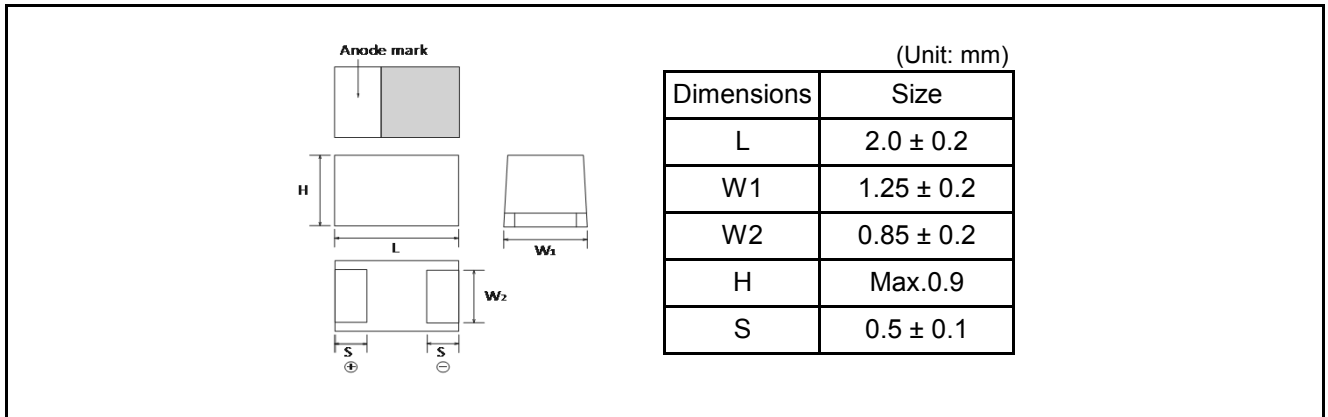 Anode mark
H
L
W1
W2
S
S
⊕
⊖
(Unit: mm)
Dimensions Size
L 2.0 ± 0.2
W1 1.25 ± 0.2
W2 0.85 ± 0.2
H Max.0.9
S 0.5 ± 0.1